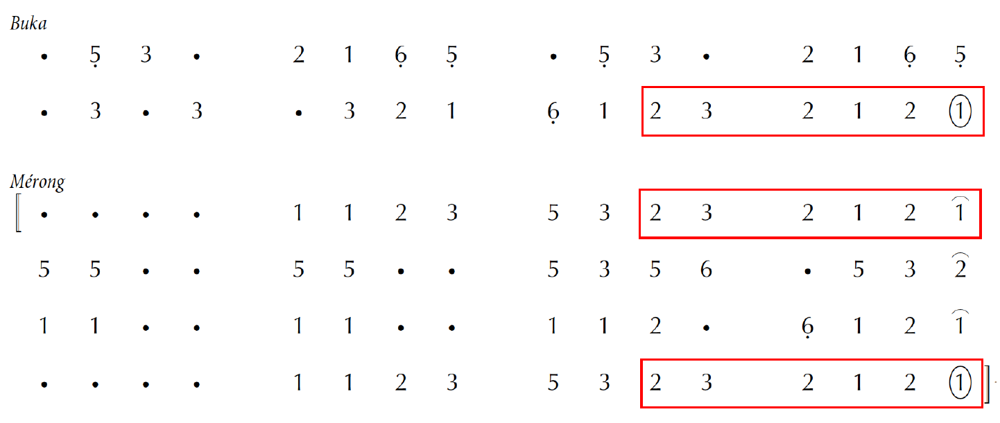 Buka
• 5̣ 3 • 2 1 6̣ 5̣ • 5̣ 3 • 2 1 6̣ 5̣
• 3 • 3 • 3 2 1 6̣ 1 2 3 2 1 2 ①
Mérong
[ • • • • 1 1 2 3 5 3 2 3 2 1 2 1̑
5 5 • • 5 5 • • 5 3 5 6 • 5 3 2̑
1 1 • • 1 1 • • 1 1 2 • 6̣ 1 2 1̑
• • • • 1 1 2 3 5 3 2 3 2 1 2 ① ]